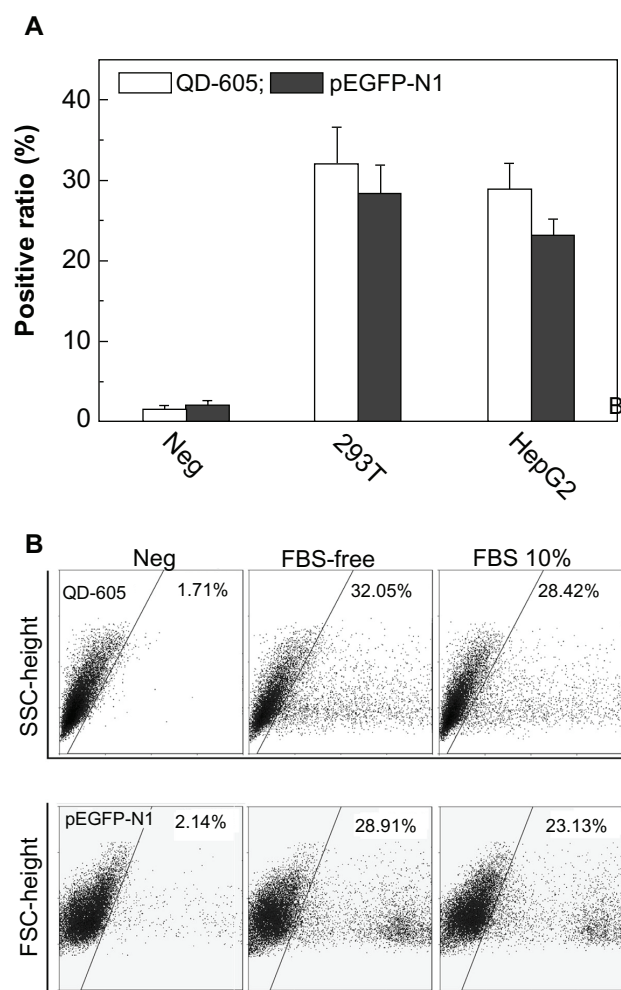 A
QD-605; pEGFP-N1
Positive ratio (%)
40
30
20
10
0
B
Neg
293T
HepG2
B
Neg FBS-free FBS 10%
SSC-height
QD-605 1.71% 32.05% 28.42%
FSC-height
pEGFP-N1 2.14% 28.91% 23.13%